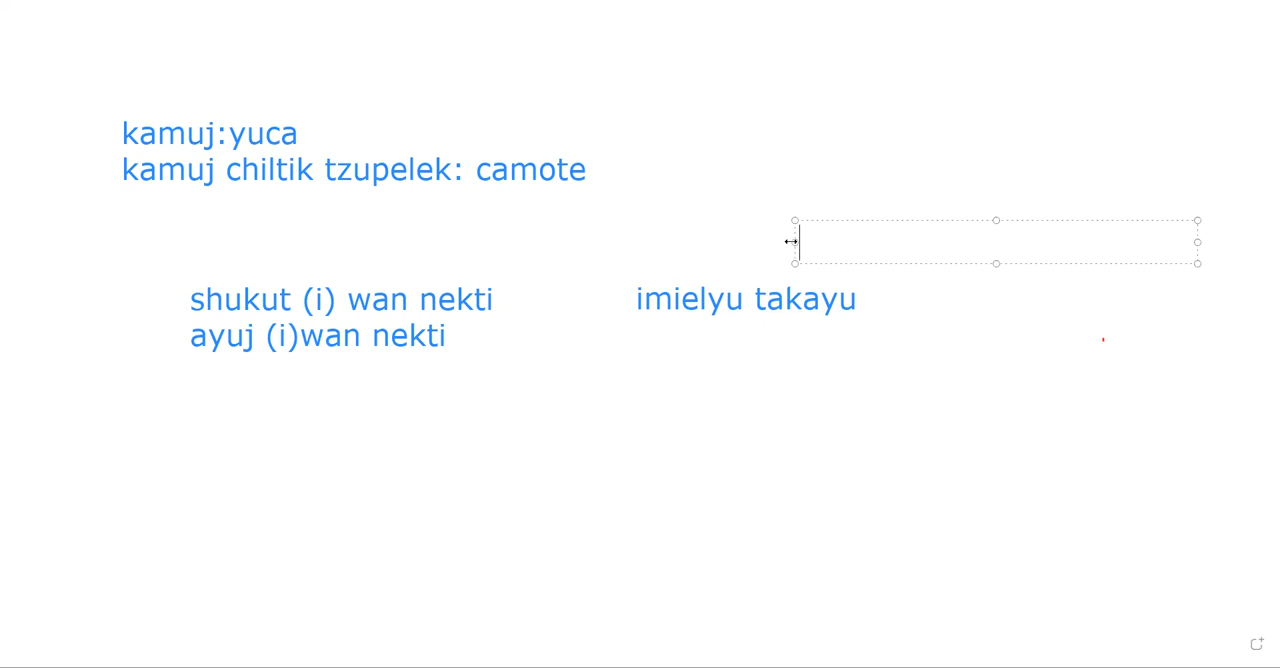 kamuj:yuca
kamuj chiltik tzupelek: camote
shukut (i) wan nekti
imielyu takayu
ayuj (i)wan nekti